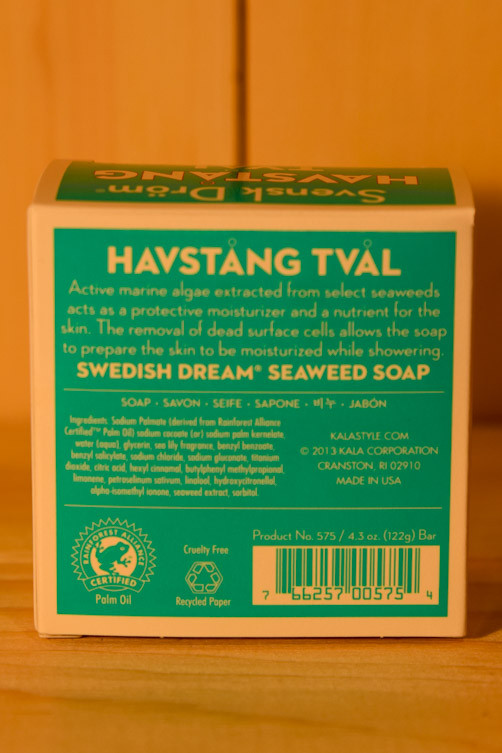 Svensk Dröm®
HAVSTÅNG
TVÅL
HAVSTÅNG TVÅL
Active marine algae extracted from select seaweeds
acts as a protective moisturizer and a nutrient for the
skin. The removal of dead surface cells allows the soap
to prepare the skin to be moisturized while showering.
SWEDISH DREAM® SEAWEED SOAP
SOAP · SAVON · SEIFE · SAPONE · 비누 · JABÓN
Ingredients: Sodium Palmate (derived from Rainforest Alliance
Certified™ Palm Oil) sodium cocoate (or) sodium palm kernelate,
water (aqua), glycerin, sea lily fragrance, benzyl benzoate,
benzyl salicylate, sodium chloride, sodium gluconate, titanium
dioxide, citric acid, hexyl cinnamal, butylphenyl methylpropional,
limonene, petroselinum sativum, linalool, hydroxycitronellal,
alpha-isomethyl ionone, seaweed extract, sorbitol.
KALASTYLE.COM
© 2013 KALA CORPORATION
CRANSTON, RI 02910
MADE IN USA
RAINFOREST ALLIANCE
CERTIFIED
Palm Oil
Cruelty Free
Recycled Paper
Product No. 575 / 4.3 oz. (122g) Bar
7 66257 00575 4